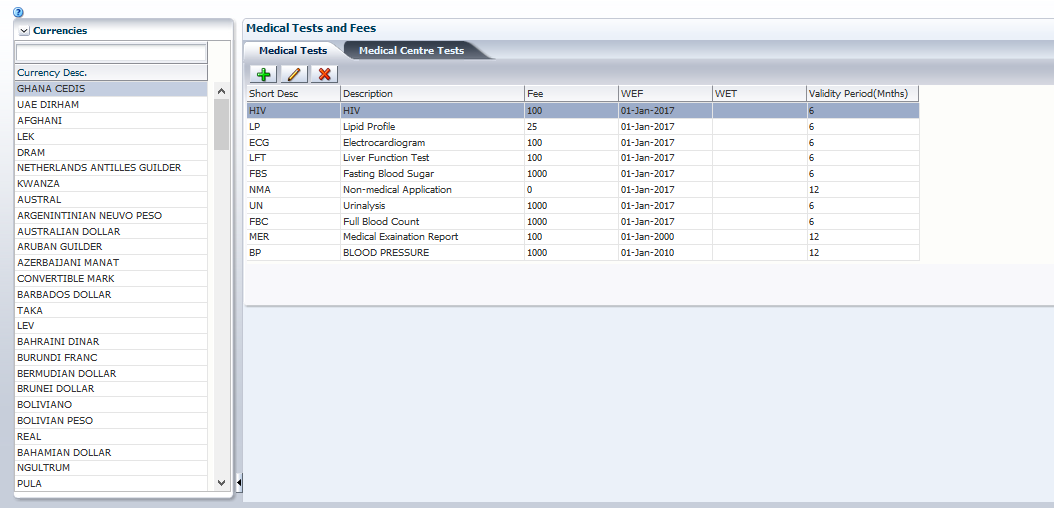 ?
Currencies
Currency Desc.
GHANA CEDIS
UAE DIRHAM
AFGHANI
LEK
DRAM
NETHERLANDS ANTILLES GUILDER
KWANZA
AUSTRAL
ARGENINTINIAN NEUVO PESO
AUSTRALIAN DOLLAR
ARUBAN GUILDER
AZERBAIJANI MANAT
CONVERTIBLE MARK
BARBADOS DOLLAR
TAKA
LEV
BAHRAINI DINAR
BURUNDI FRANC
BERMUDIAN DOLLAR
BRUNEI DOLLAR
BOLIVIANO
BOLIVIAN PESO
REAL
BAHAMIAN DOLLAR
NGULTRUM
PULA
Medical Tests and Fees
Medical Tests Medical Centre Tests
Short Desc Description Fee WEF WET Validity Period(Mnths)
HIV HIV 100 01-Jan-2017 6
LP Lipid Profile 25 01-Jan-2017 6
ECG Electrocardiogram 100 01-Jan-2017 6
LFT Liver Function Test 100 01-Jan-2017 6
FBS Fasting Blood Sugar 1000 01-Jan-2017 6
NMA Non-medical Application 0 01-Jan-2017 12
UN Urinalysis 1000 01-Jan-2017 6
FBC Full Blood Count 1000 01-Jan-2017 6
MER Medical Exaination Report 100 01-Jan-2000 12
BP BLOOD PRESSURE 1000 01-Jan-2010 12